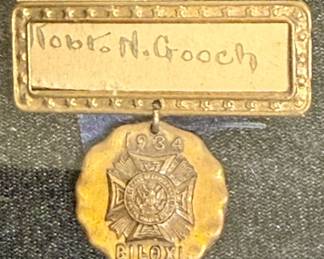 Robt. N. Gooch
1934
BILOXI